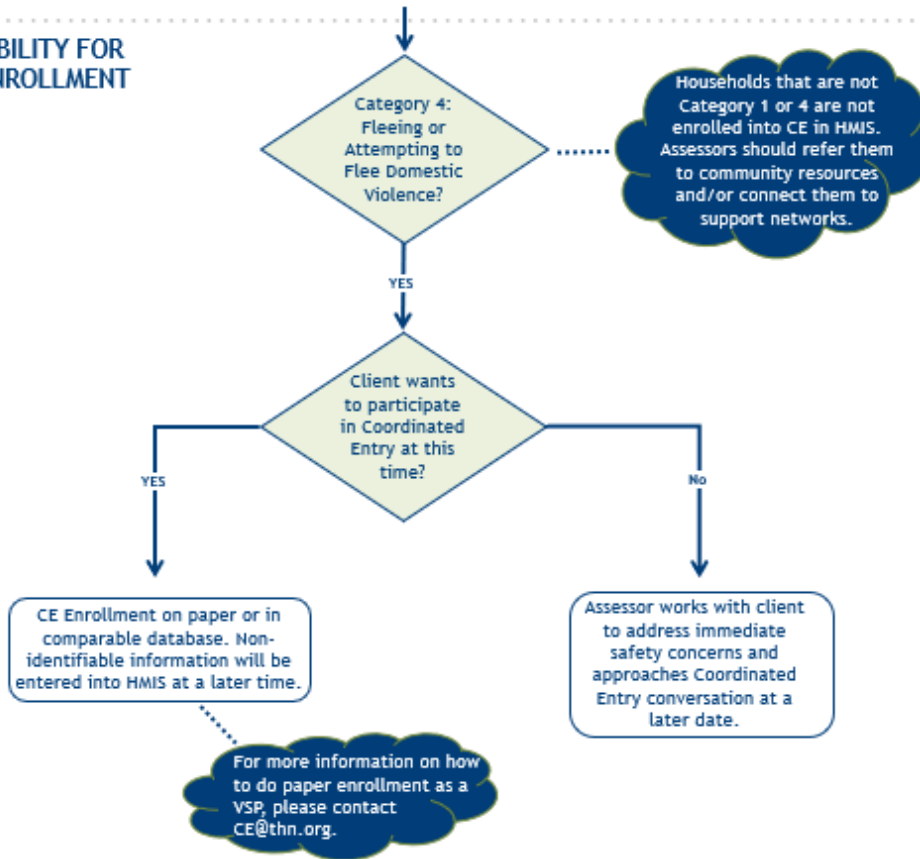 BILITY FOR
NROLLMENT
Category 4:
Fleeing or
Attempting to
Flee Domestic
Violence?
Households that are not
Category 1 or 4 are not
enrolled into CE in HMIS.
Assessors should refer them
to community resources
and/or connect them to
support networks.
YES
Client wants
to participate
in Coordinated
Entry at this
time?
YES
No
CE Enrollment on paper or in
comparable database. Non-
identifiable information will be
entered into HMIS at a later time.
Assessor works with client
to address immediate
safety concerns and
approaches Coordinated
Entry conversation at a
later date.
For more information on how
to do paper enrollment as a
VSP, please contact
CE@thn.org.